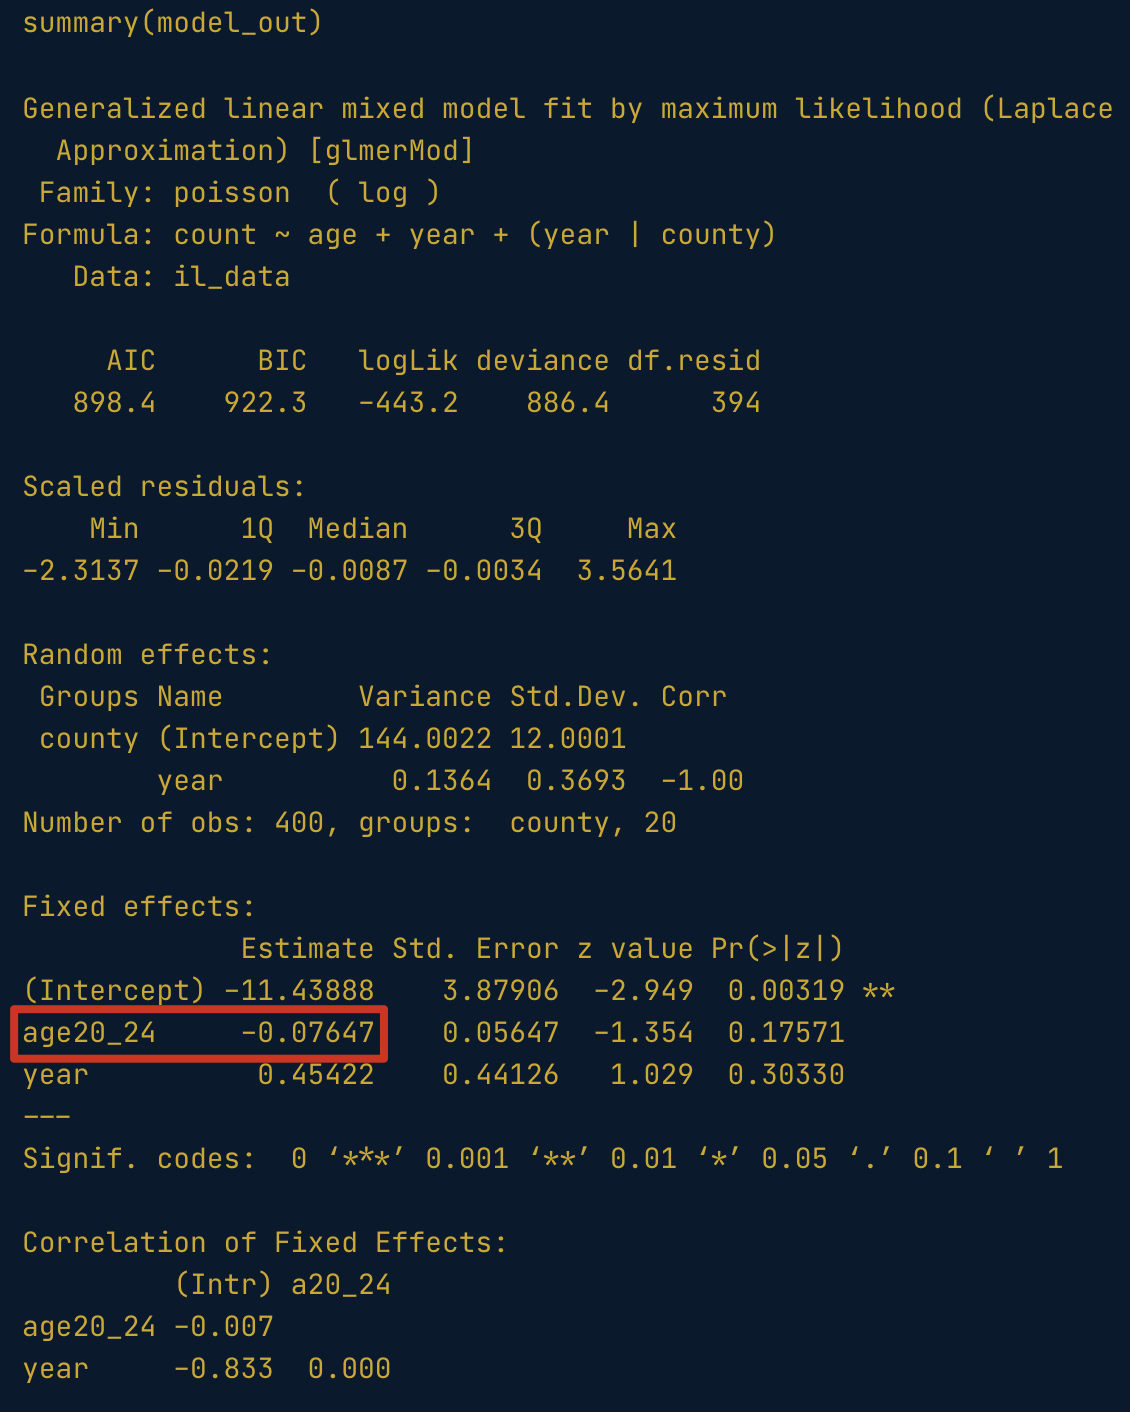 summary(model_out)
Generalized linear mixed model fit by maximum likelihood (Laplace
  Approximation) [glmerMod]
 Family: poisson  ( log )
Formula: count ~ age + year + (year | county)
   Data: il_data
     AIC      BIC   logLik deviance df.resid
   898.4    922.3   -443.2    886.4      394
Scaled residuals:
    Min      1Q  Median      3Q     Max
-2.3137 -0.0219 -0.0087 -0.0034  3.5641
Random effects:
 Groups Name        Variance Std.Dev. Corr
 county (Intercept) 144.0022 12.0001
        year          0.1364  0.3693  -1.00
Number of obs: 400, groups:  county, 20
Fixed effects:
             Estimate Std. Error z value Pr(>|z|)
(Intercept) -11.43888    3.87906  -2.949  0.00319 **
age20_24     -0.07647    0.05647  -1.354  0.17571
year          0.45422    0.44126   1.029  0.30330
---
Signif. codes:  0 ‘***’ 0.001 ‘**’ 0.01 ‘*’ 0.05 ‘.’ 0.1 ‘ ’ 1
Correlation of Fixed Effects:
         (Intr) a20_24
age20_24 -0.007
year     -0.833  0.000